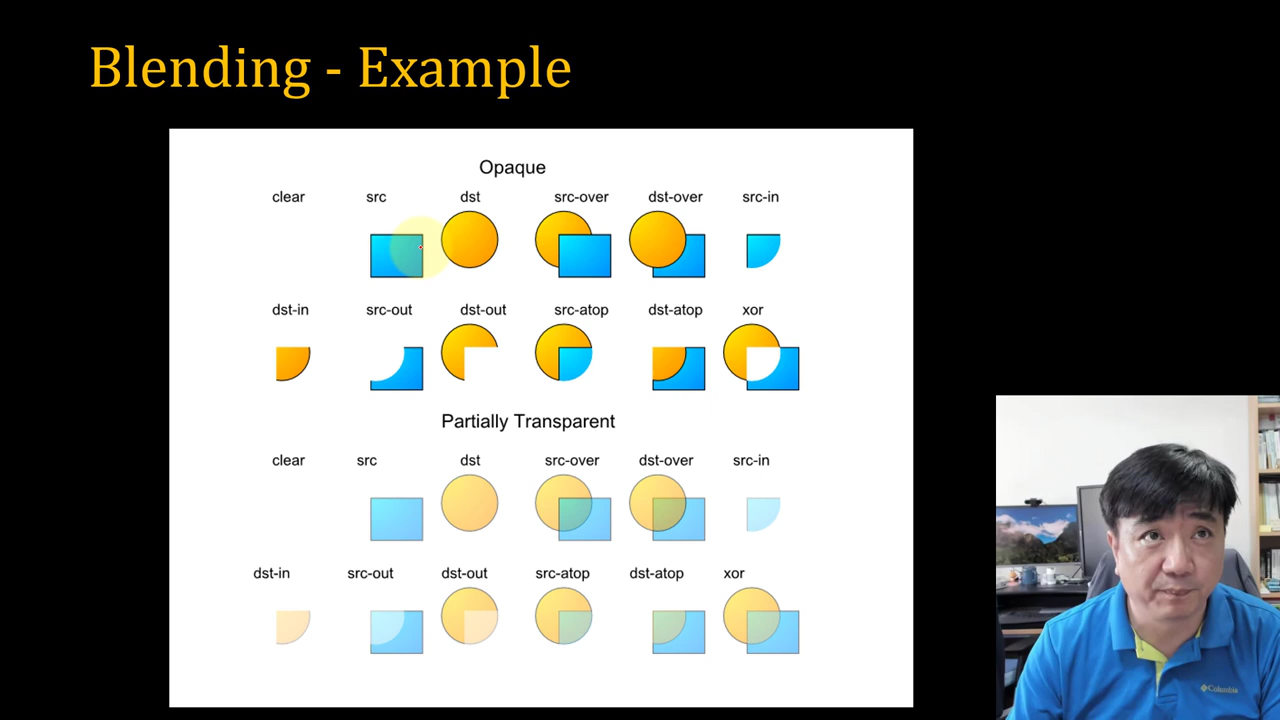 Blending - Example
Opaque
clear src dst src-over dst-over src-in
dst-in src-out dst-out src-atop dst-atop xor
Partially Transparent
clear src dst src-over dst-over src-in
dst-in src-out dst-out src-atop dst-atop xor
Columbia